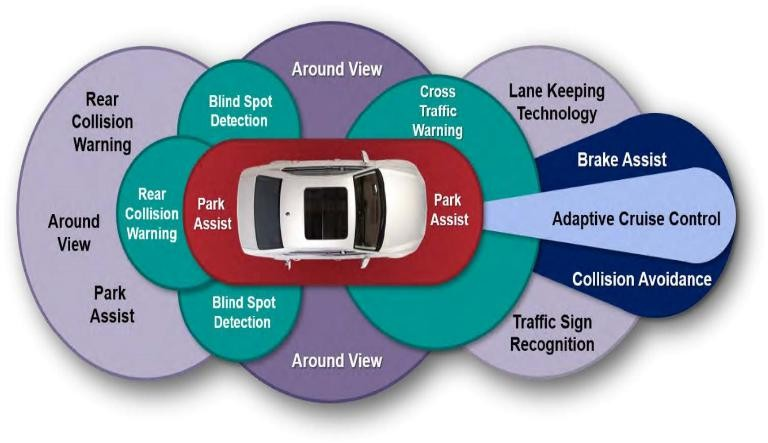 Around View
Rear
Collision
Warning
Blind Spot
Detection
Cross
Traffic
Warning
Lane Keeping
Technology
Brake Assist
Around
View
Rear
Collision
Warning
Park
Assist
Park
Assist
Adaptive Cruise Control
Collision Avoidance
Park
Assist
Blind Spot
Detection
Around View
Traffic Sign
Recognition